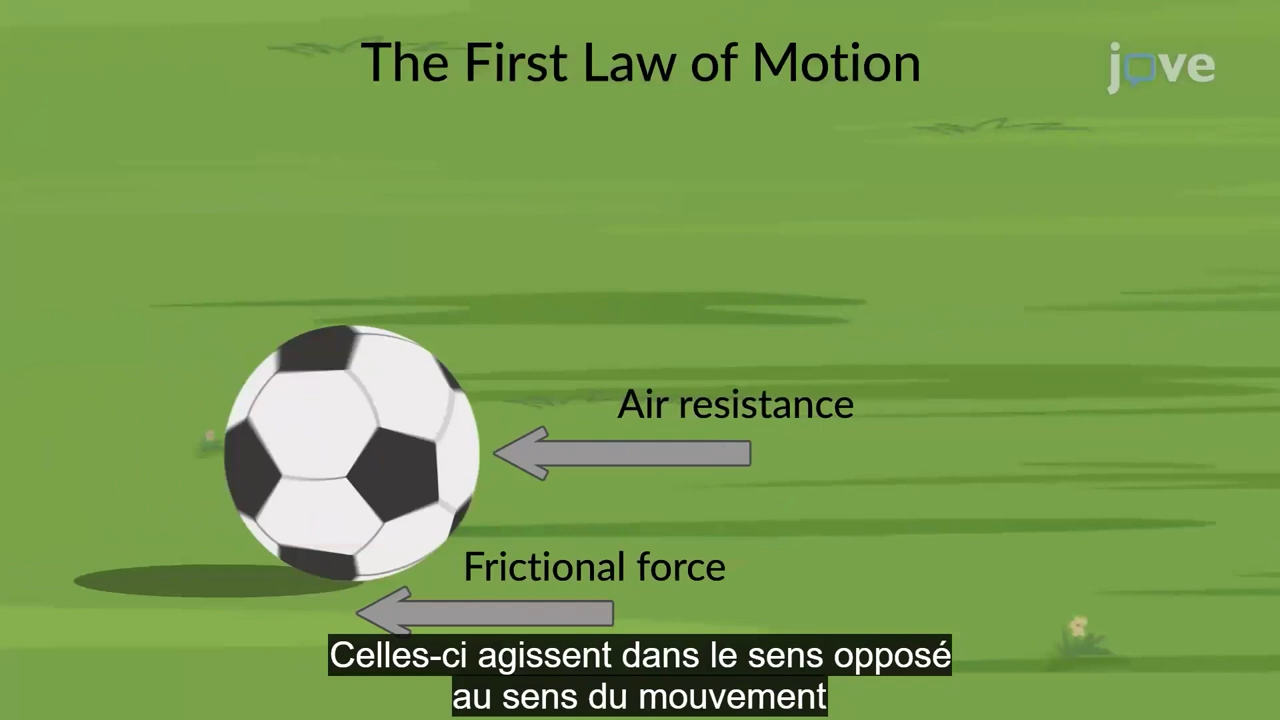 The First Law of Motion
jove
Air resistance
Frictional force
Celles-ci agissent dans le sens opposé
au sens du mouvement